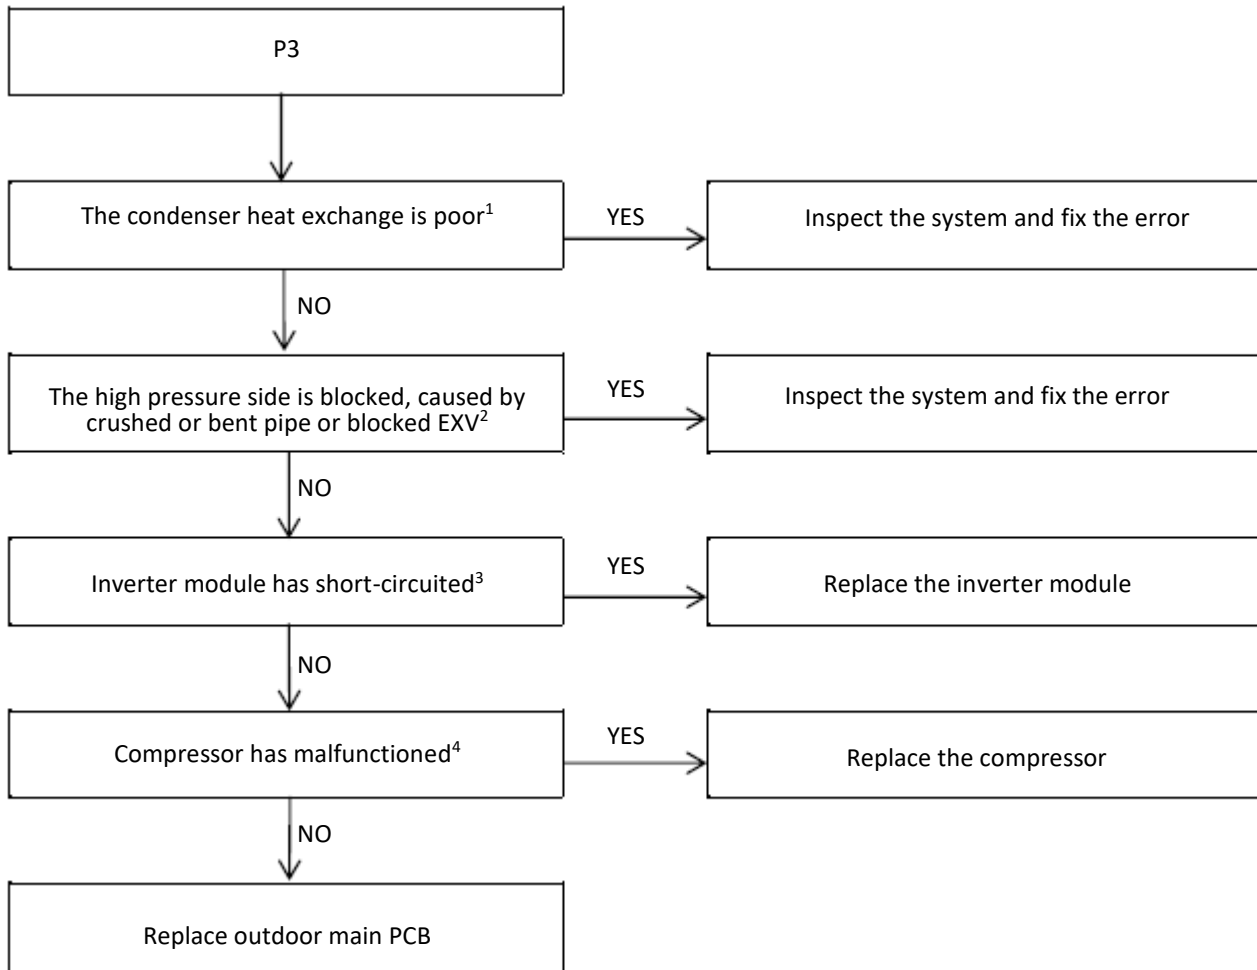 P3
The condenser heat exchange is poor¹
YES
Inspect the system and fix the error
NO
The high pressure side is blocked, caused by
crushed or bent pipe or blocked EXV²
YES
Inspect the system and fix the error
NO
Inverter module has short-circuited³
YES
Replace the inverter module
NO
Compressor has malfunctioned⁴
YES
Replace the compressor
NO
Replace outdoor main PCB